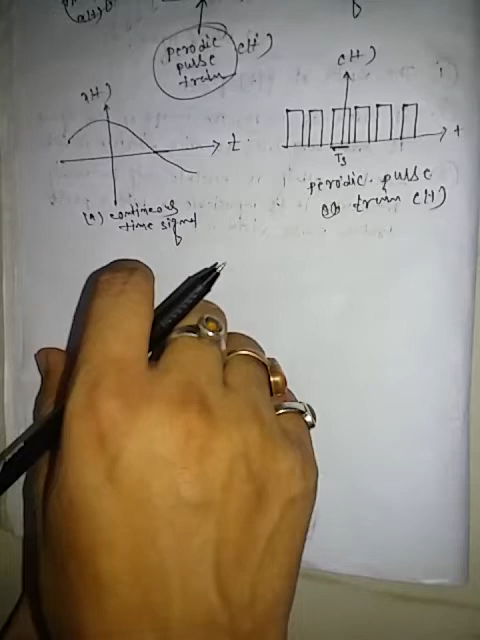 perodic
pulse
train
c(t)
x(t)
t
(a) continuous
time signal
c(t)
t
Ts
periodic pulse
train c(t)